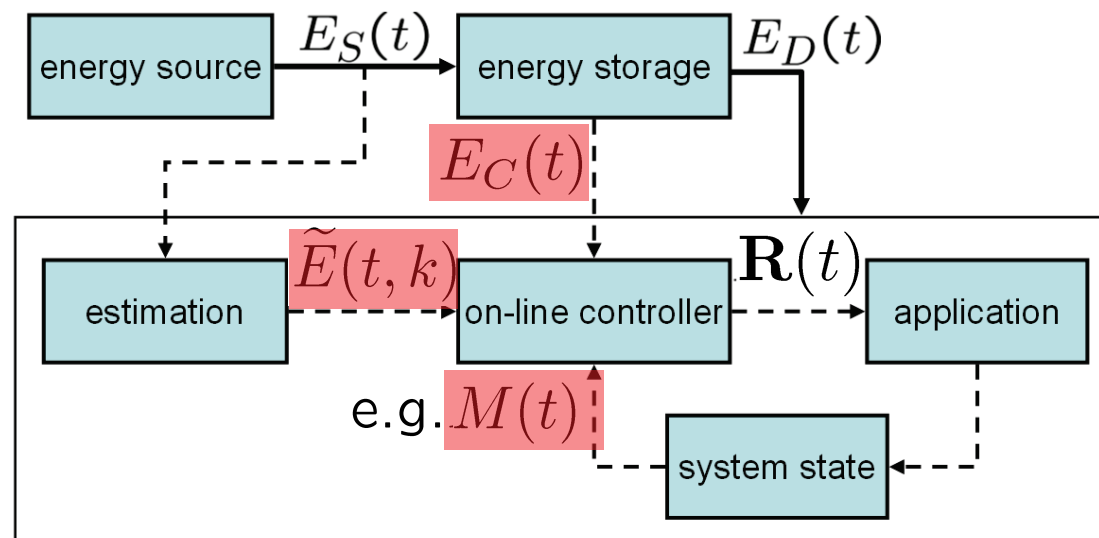 energy source
E_S(t)
energy storage
E_D(t)
E_C(t)
estimation
Ẽ(t, k)
on-line controller
R(t)
application
e.g. M(t)
system state